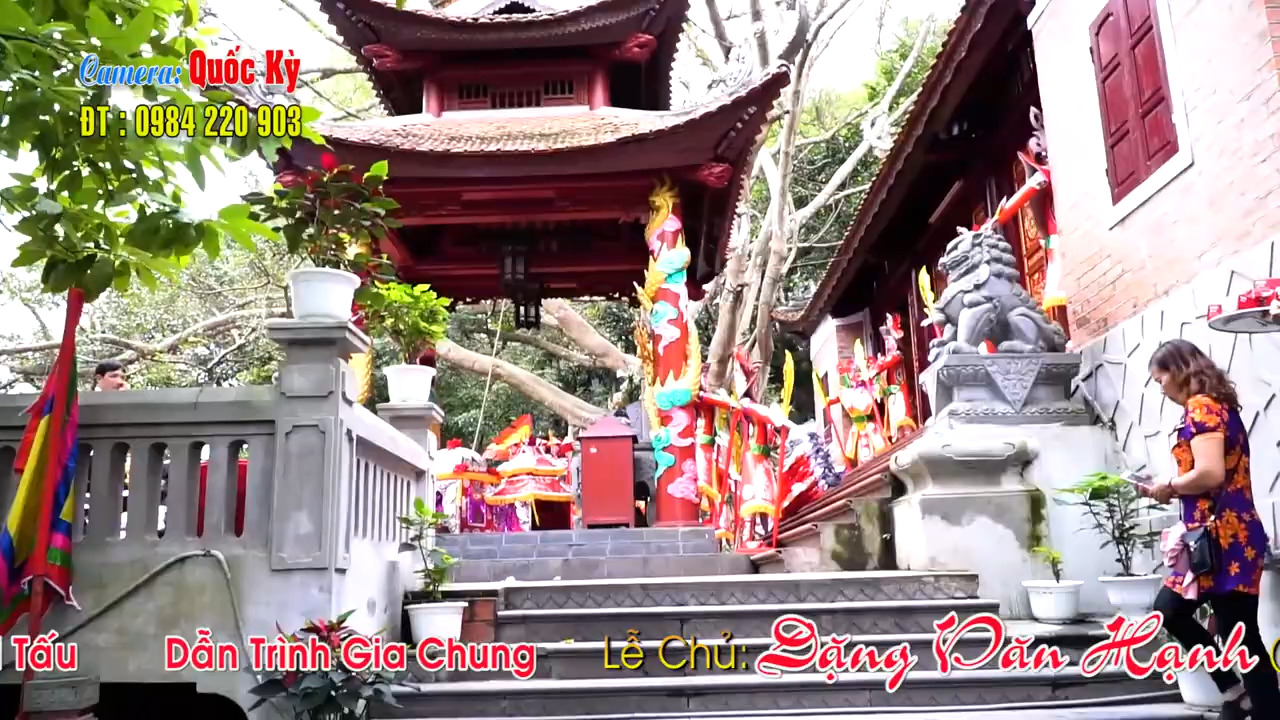 Camera: Quốc Kỳ
ĐT : 0984 220 903
Tấu Dẫn Trình Gia Chung Lễ Chủ: Đặng Văn Hạnh